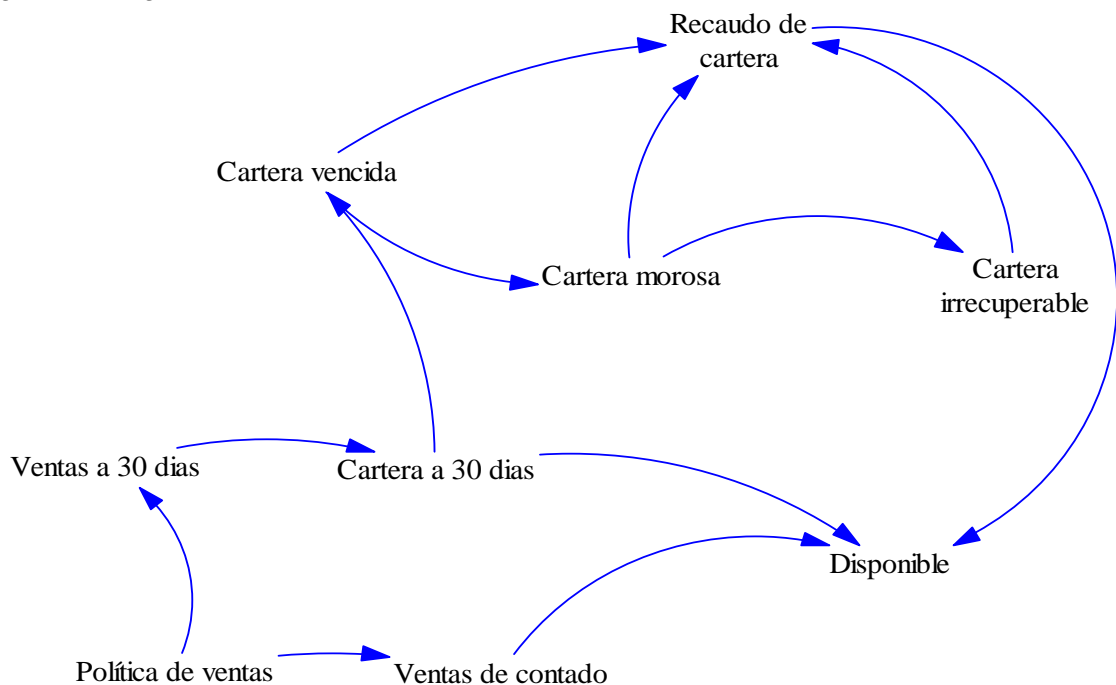 Recaudo de
cartera
Cartera vencida
Cartera morosa
Cartera
irrecuperable
Ventas a 30 dias
Cartera a 30 dias
Disponible
Política de ventas
Ventas de contado